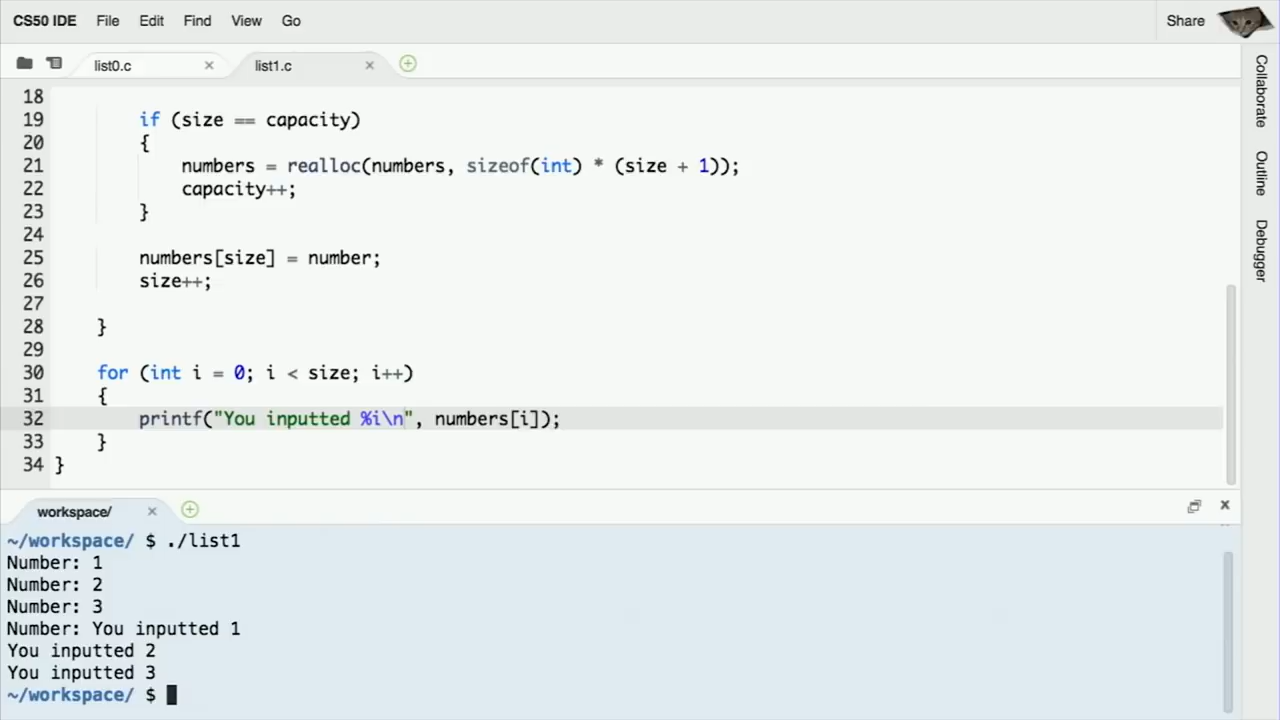 CS50 IDE File Edit Find View Go Share
list0.c list1.c
18
19 if (size == capacity)
20 {
21 numbers = realloc(numbers, sizeof(int) * (size + 1));
22 capacity++;
23 }
24
25 numbers[size] = number;
26 size++;
27
28 }
29
30 for (int i = 0; i < size; i++)
31 {
32 printf("You inputted %i\n", numbers[i]);
33 }
34 }
Collaborate
Outline
Debugger
workspace/
~/workspace/ $ ./list1
Number: 1
Number: 2
Number: 3
Number: You inputted 1
You inputted 2
You inputted 3
~/workspace/ $